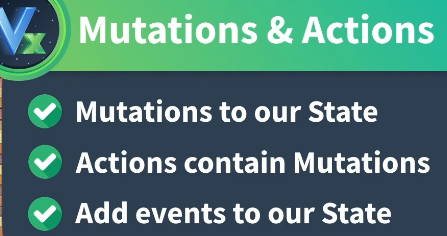 Vx
Mutations & Actions
Mutations to our State
Actions contain Mutations
Add events to our State